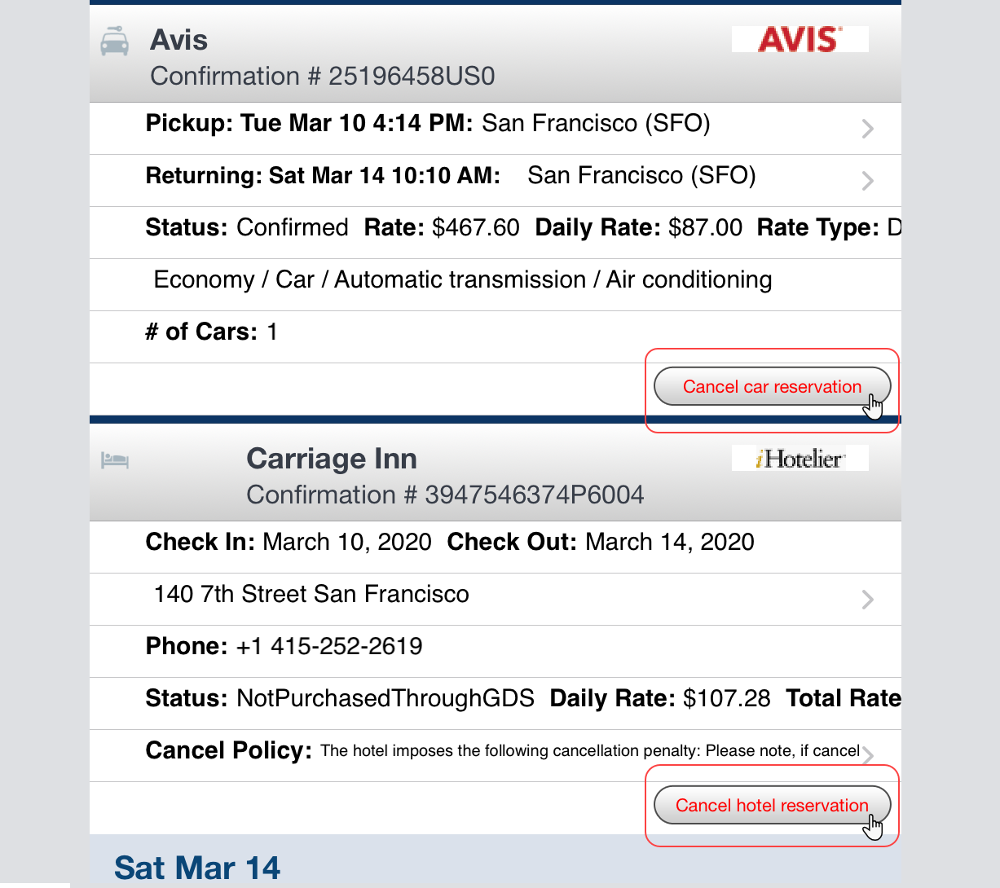 Avis
AVIS
Confirmation # 25196458US0
Pickup: Tue Mar 10 4:14 PM: San Francisco (SFO)
Returning: Sat Mar 14 10:10 AM: San Francisco (SFO)
Status: Confirmed Rate: $467.60 Daily Rate: $87.00 Rate Type: D
Economy / Car / Automatic transmission / Air conditioning
# of Cars: 1
Cancel car reservation
Carriage Inn
iHotelier
Confirmation # 3947546374P6004
Check In: March 10, 2020 Check Out: March 14, 2020
140 7th Street San Francisco
Phone: +1 415-252-2619
Status: NotPurchasedThroughGDS Daily Rate: $107.28 Total Rate
Cancel Policy: The hotel imposes the following cancellation penalty: Please note, if cancel
Cancel hotel reservation
Sat Mar 14